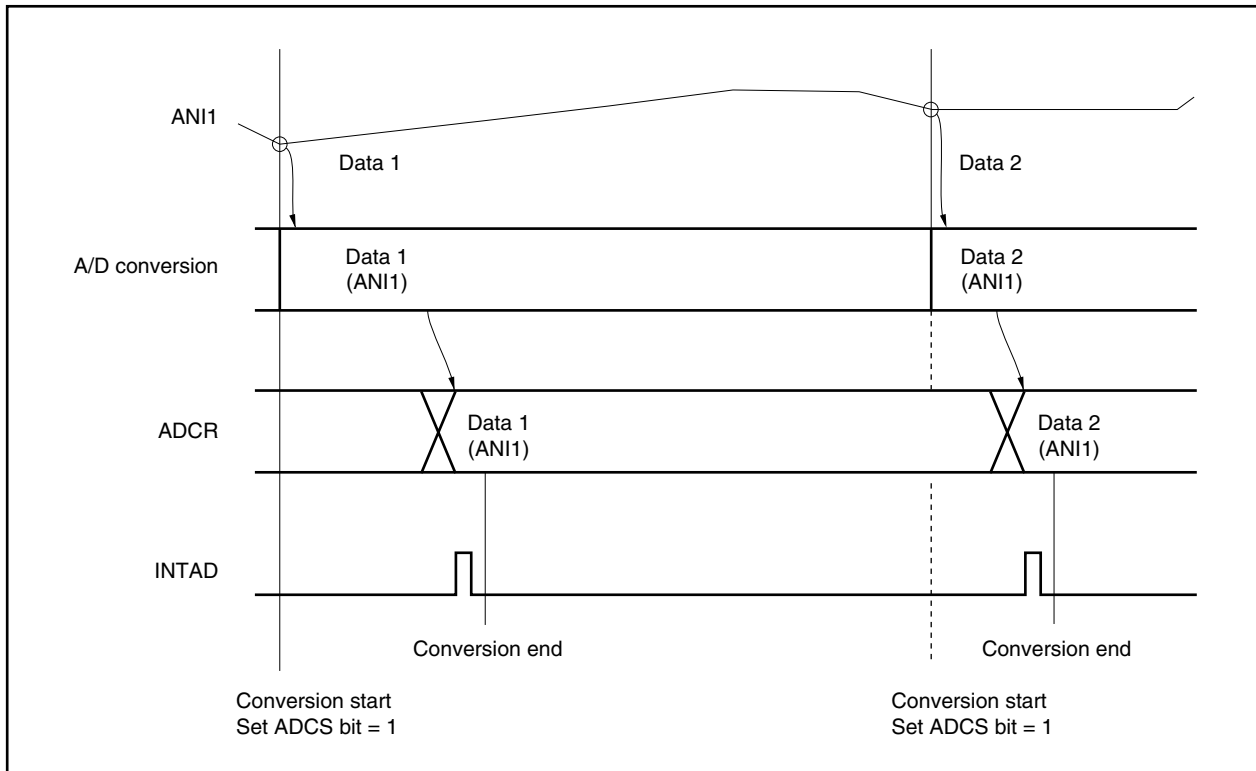 ANI1
Data 1
Data 2
A/D conversion
Data 1
(ANI1)
Data 2
(ANI1)
ADCR
Data 1
(ANI1)
Data 2
(ANI1)
INTAD
Conversion end
Conversion end
Conversion start
Set ADCS bit = 1
Conversion start
Set ADCS bit = 1